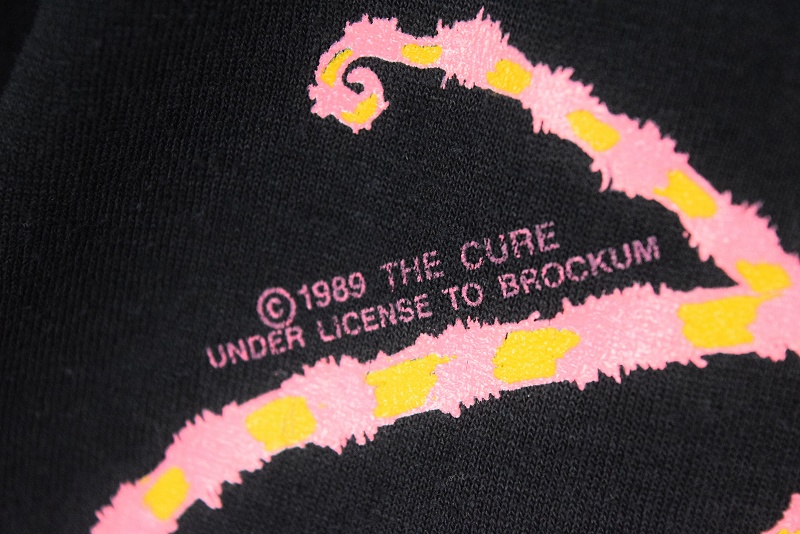 ©1989 THE CURE
UNDER LICENSE TO BROCKUM